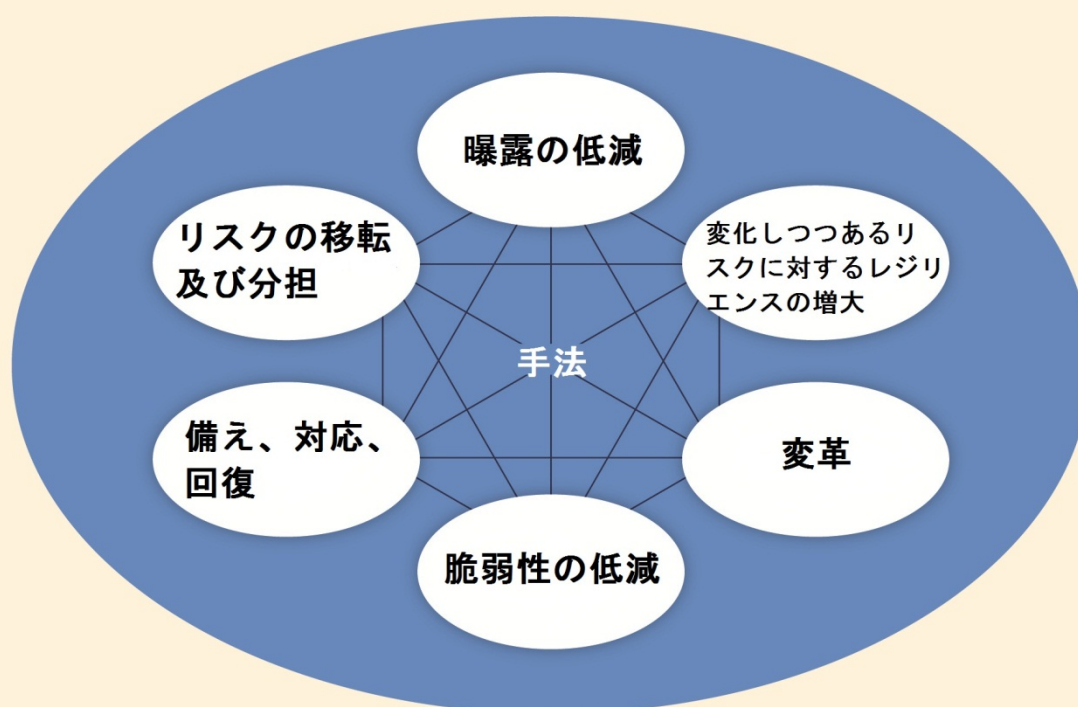 曝露の低減
リスクの移転
及び分担
変化しつつあるリ
スクに対するレジリ
エンスの増大
手法
備え、対応、
回復
変革
脆弱性の低減